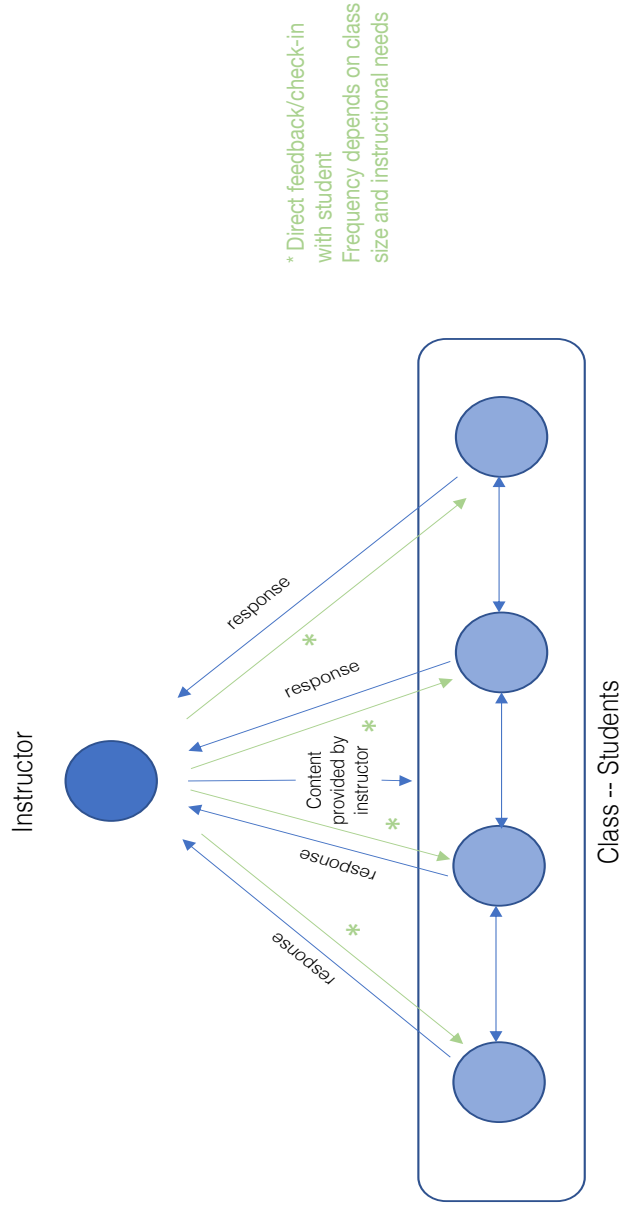 Instructor
* Direct feedback/check-in
with student
Frequency depends on class
size and instructional needs
response
*
response
*
Content
provided by
instructor
*
response
*
response
Class -- Students